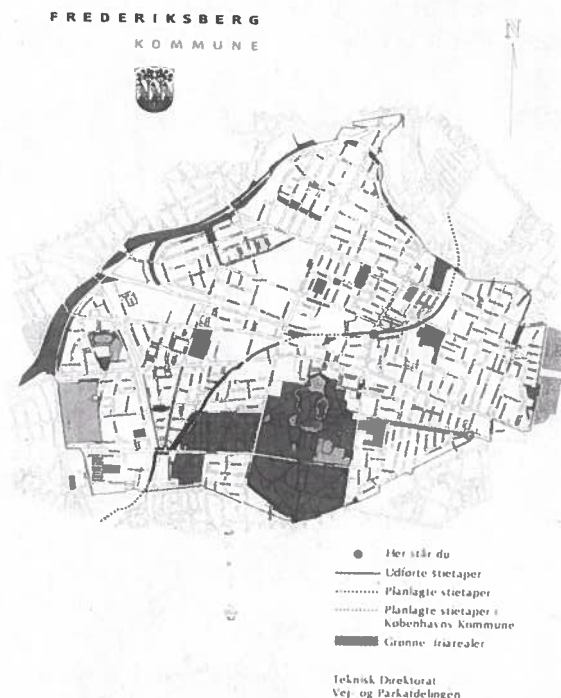 FREDERIKSBERG
KOMMUNE
N
Her står du
Udførte stietaper
Planlagte stietaper
Planlagte stietaper i
Københavns Kommune
Grønne friarealer
Teknisk Direktorat
Vej- og Parkafdelingen